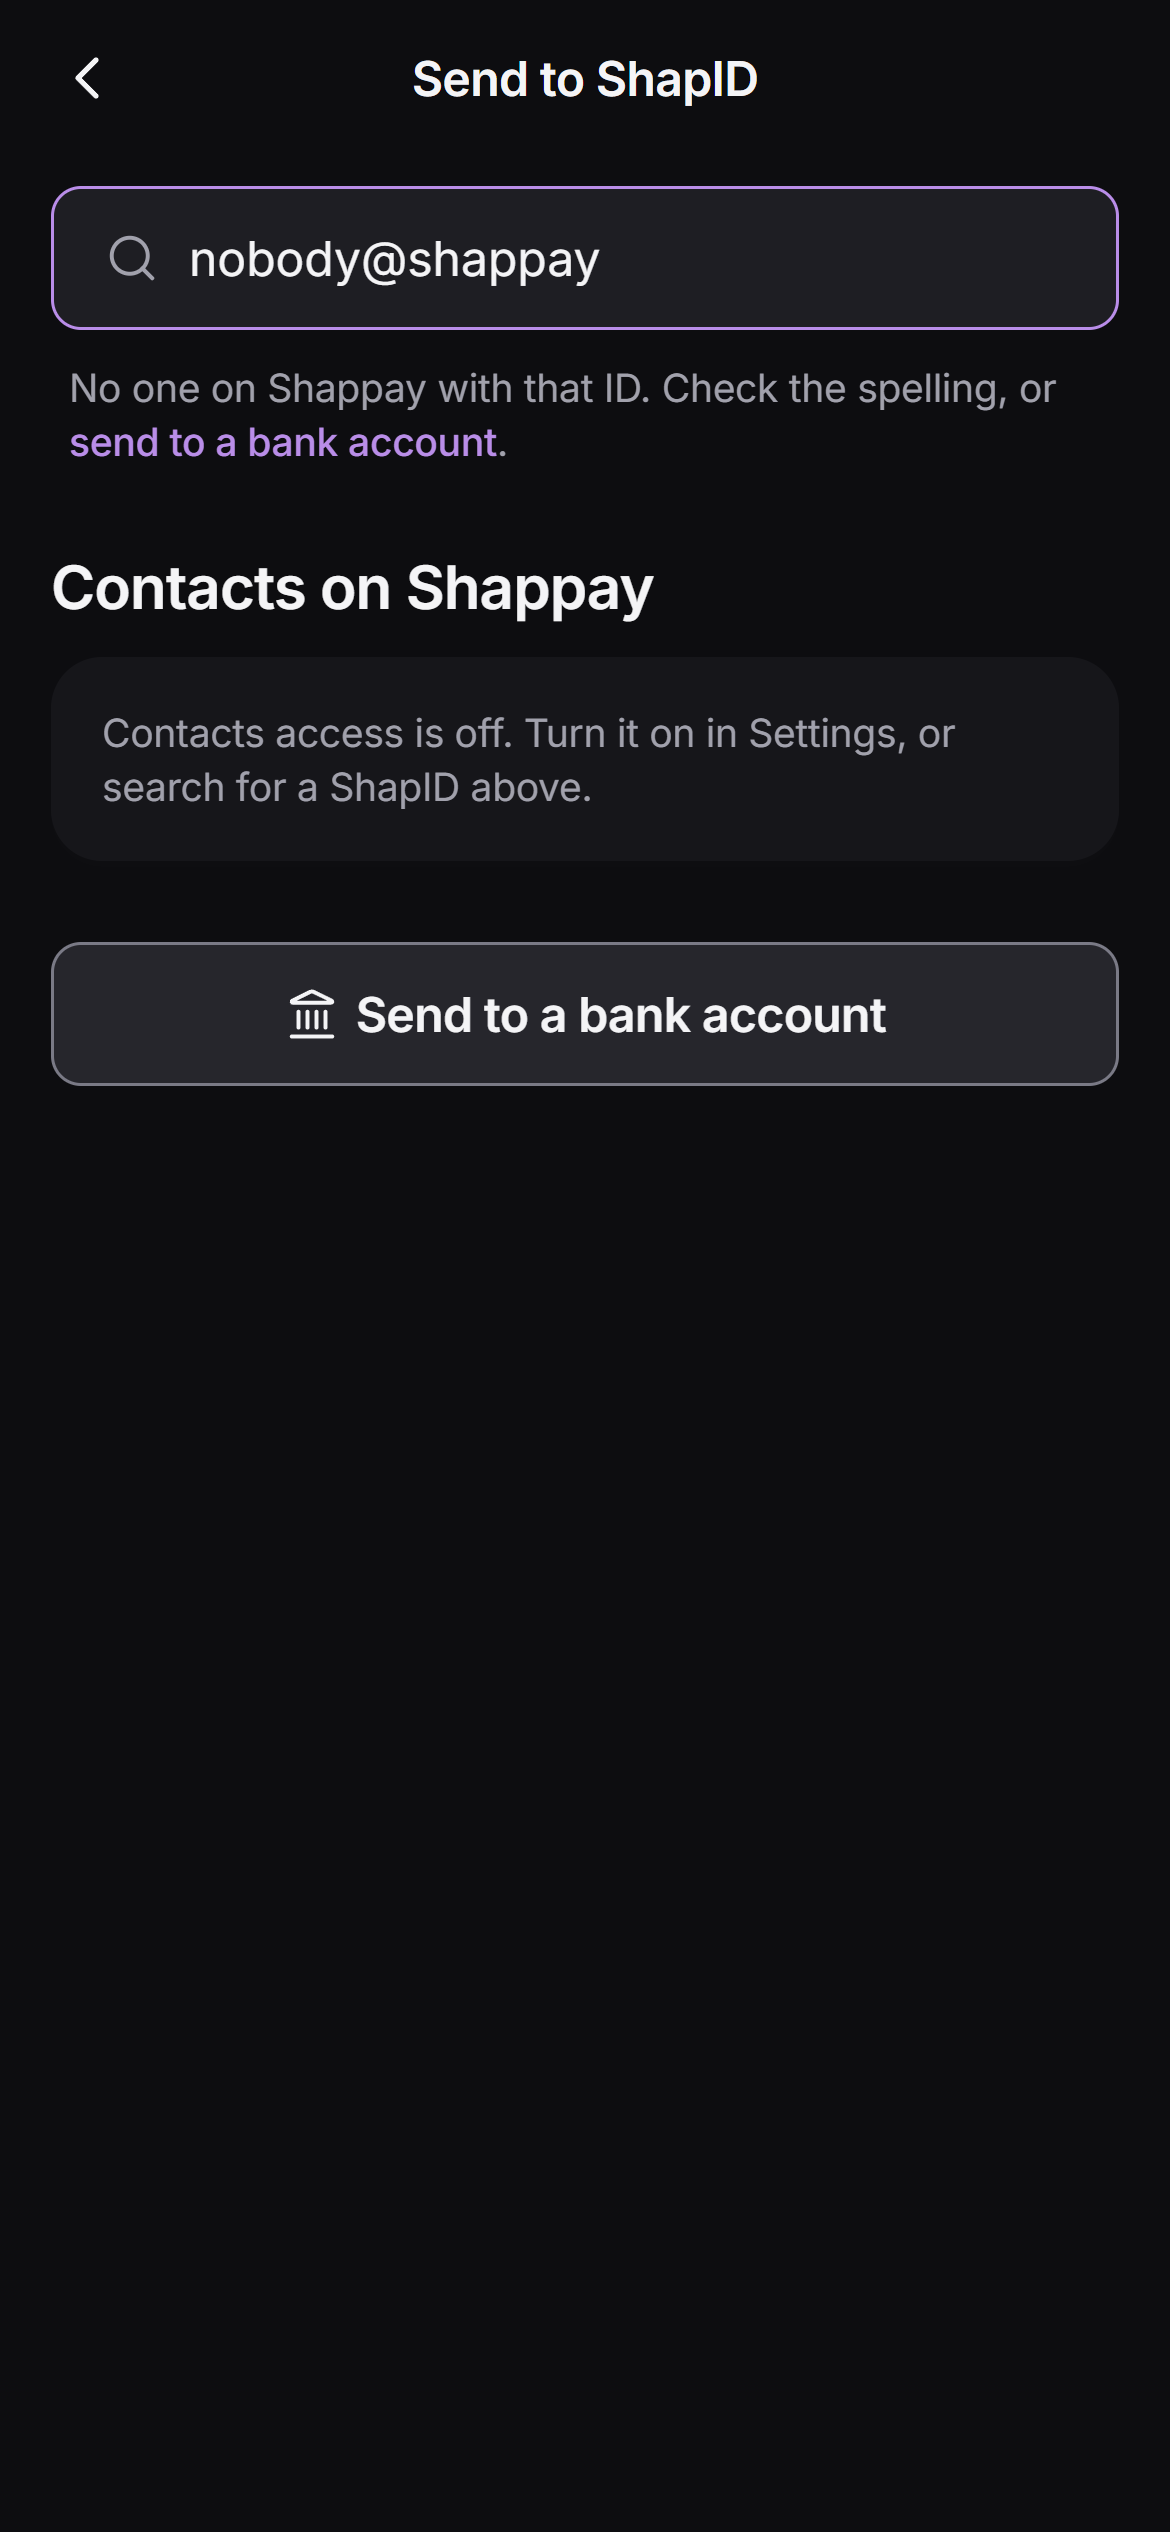 Send to ShapID
nobody@shappay
No one on Shappay with that ID. Check the spelling, or
send to a bank account.
Contacts on Shappay
Contacts access is off. Turn it on in Settings, or
search for a ShapID above.
Send to a bank account